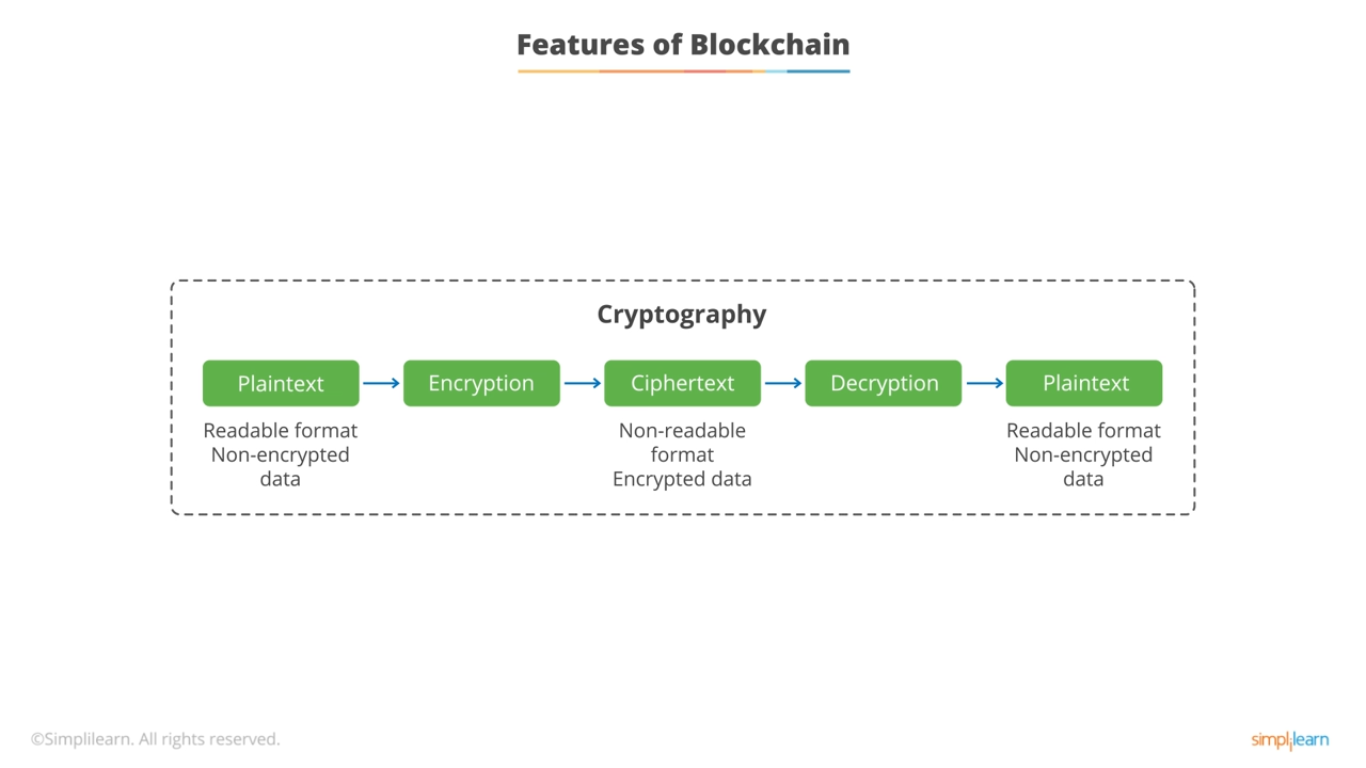 Features of Blockchain
Cryptography
Plaintext
Encryption
Ciphertext
Decryption
Plaintext
Readable format
Non-encrypted
data
Non-readable
format
Encrypted data
Readable format
Non-encrypted
data
©Simplilearn. All rights reserved.
simplilearn